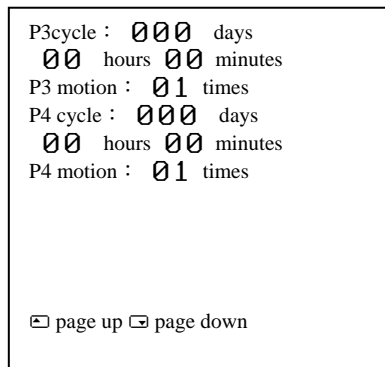 P3cycle： 000 days
00 hours 00 minutes
P3 motion： 01 times
P4 cycle： 000 days
00 hours 00 minutes
P4 motion： 01 times
page up page down